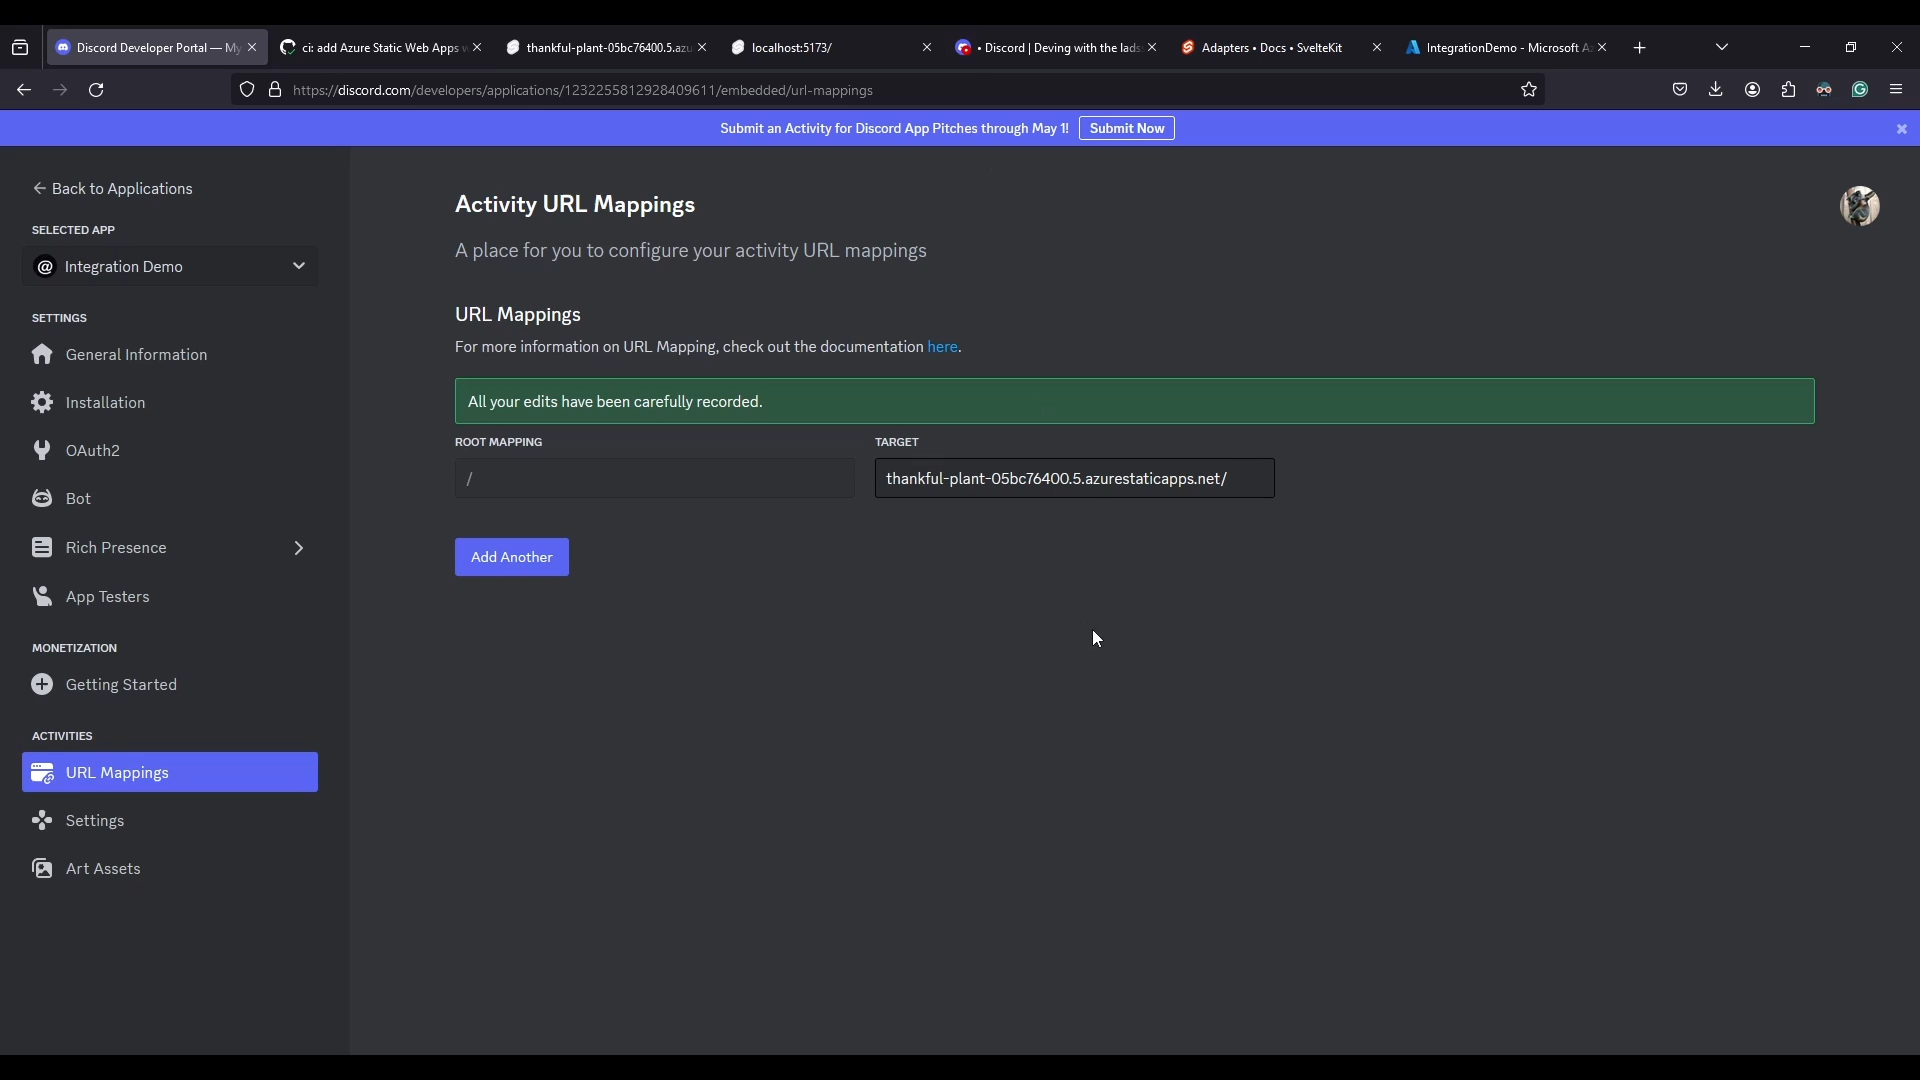 Discord Developer Portal — My
ci: add Azure Static Web Apps w
thankful-plant-05bc76400.5.azu
localhost:5173/
• Discord | Deving with the lads
Adapters • Docs • SvelteKit
IntegrationDemo - Microsoft A
https://discord.com/developers/applications/1232255812928409611/embedded/url-mappings
Submit an Activity for Discord App Pitches through May 1!
Submit Now
Back to Applications
SELECTED APP
Integration Demo
SETTINGS
General Information
Installation
OAuth2
Bot
Rich Presence
App Testers
MONETIZATION
Getting Started
ACTIVITIES
URL Mappings
Settings
Art Assets
Activity URL Mappings
A place for you to configure your activity URL mappings
URL Mappings
For more information on URL Mapping, check out the documentation here.
All your edits have been carefully recorded.
ROOT MAPPING
TARGET
/
thankful-plant-05bc76400.5.azurestaticapps.net/
Add Another